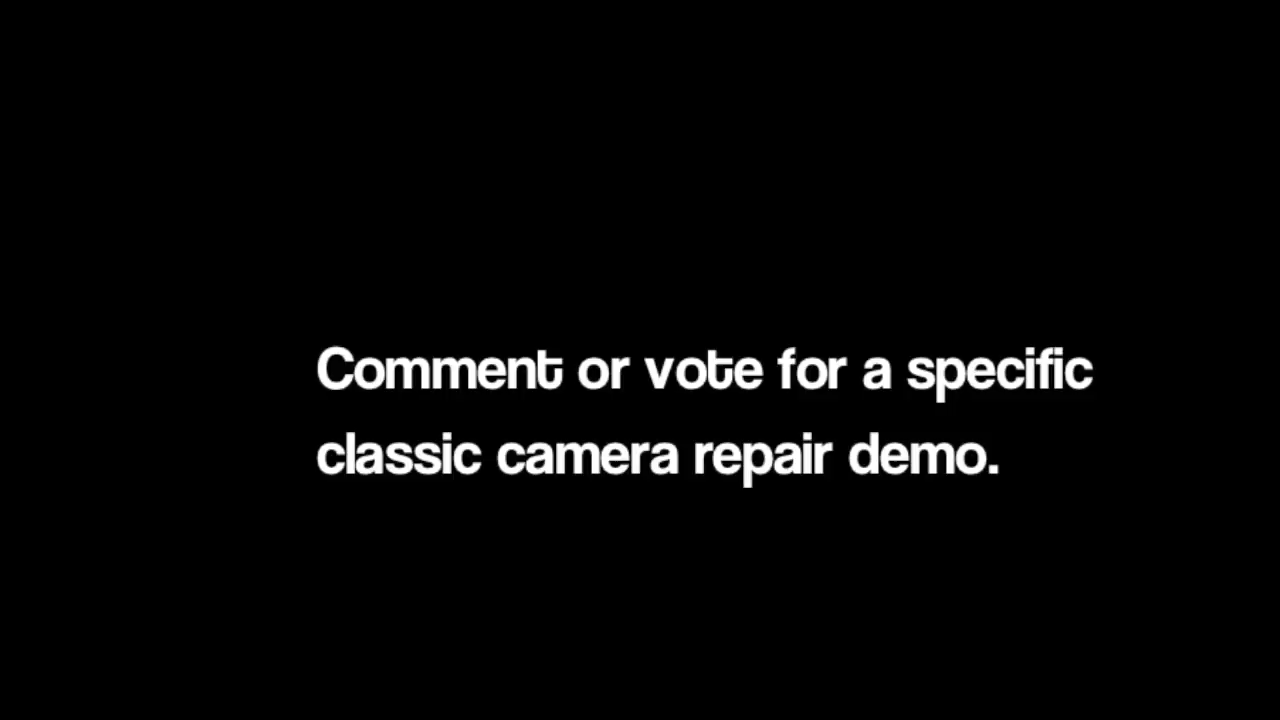 Comment or vote for a specific
classic camera repair demo.